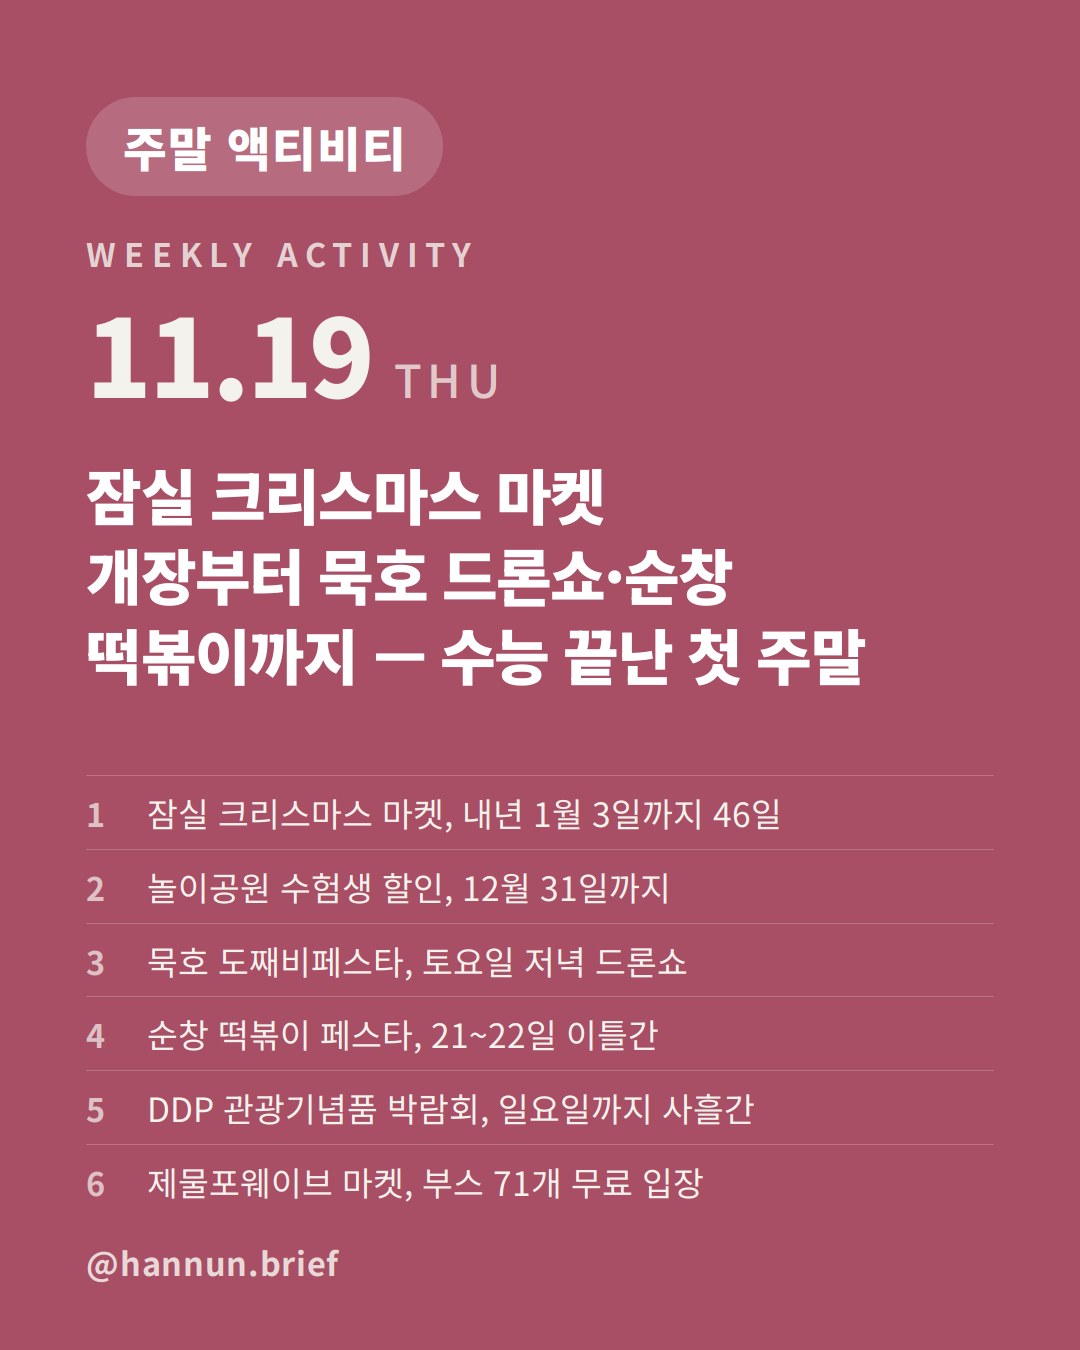 주말 액티비티
WEEKLY ACTIVITY
11.19 THU
잠실 크리스마스 마켓
개장부터 묵호 드론쇼·순창
떡볶이까지 — 수능 끝난 첫 주말
1 잠실 크리스마스 마켓, 내년 1월 3일까지 46일
2 놀이공원 수험생 할인, 12월 31일까지
3 묵호 도째비페스타, 토요일 저녁 드론쇼
4 순창 떡볶이 페스타, 21~22일 이틀간
5 DDP 관광기념품 박람회, 일요일까지 사흘간
6 제물포웨이브 마켓, 부스 71개 무료 입장
@hannun.brief